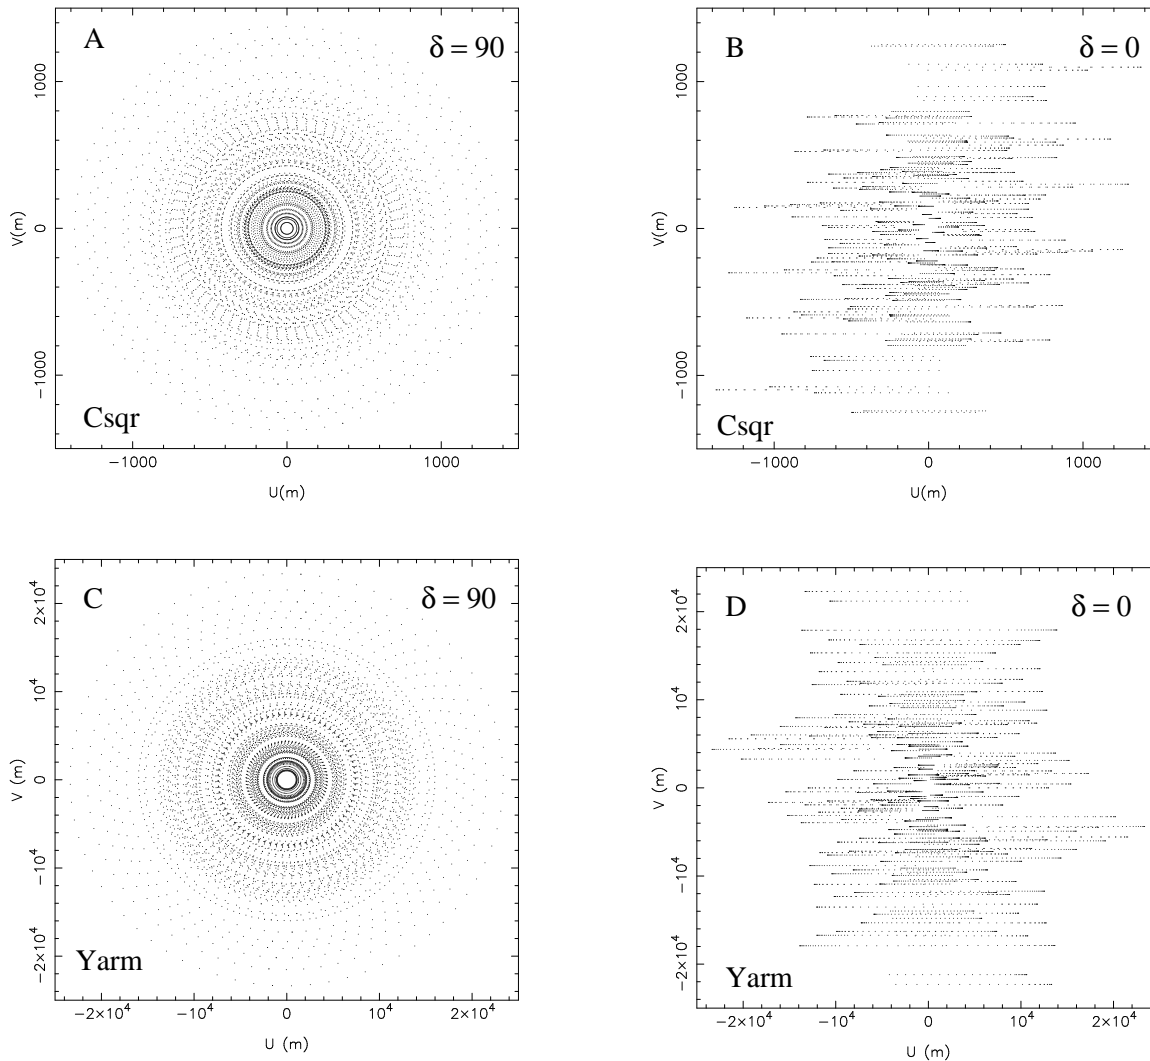 A
δ = 90
1000
0
−1000
V(m)
Csqr
−1000
0
1000
U(m)
B
δ = 0
1000
0
−1000
V(m)
Csqr
−1000
0
1000
U(m)
C
δ = 90
2×10⁴
10⁴
0
−10⁴
−2×10⁴
V (m)
Yarm
−2×10⁴
−10⁴
0
10⁴
2×10⁴
U (m)
D
δ = 0
2×10⁴
10⁴
0
−10⁴
−2×10⁴
V (m)
Yarm
−2×10⁴
−10⁴
0
10⁴
2×10⁴
U (m)